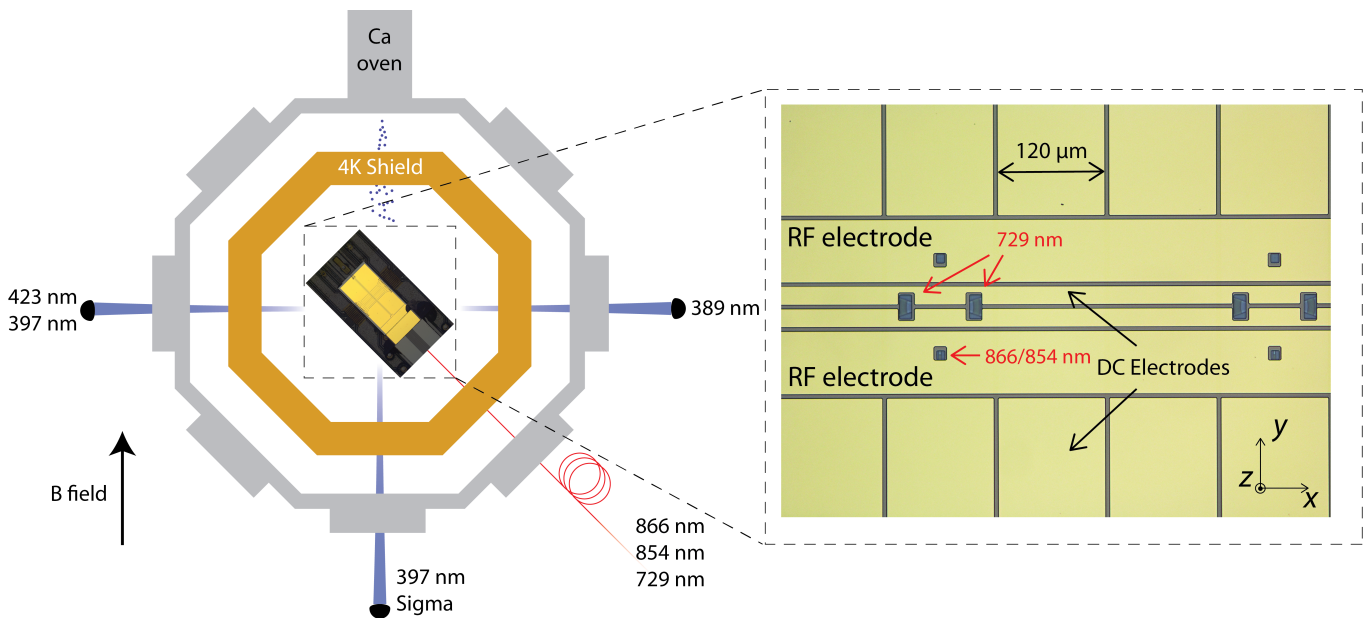 Ca
oven
4K Shield
423 nm
397 nm
389 nm
B field
397 nm
Sigma
866 nm
854 nm
729 nm
120 µm
RF electrode
729 nm
866/854 nm
RF electrode
DC Electrodes
y
z
x